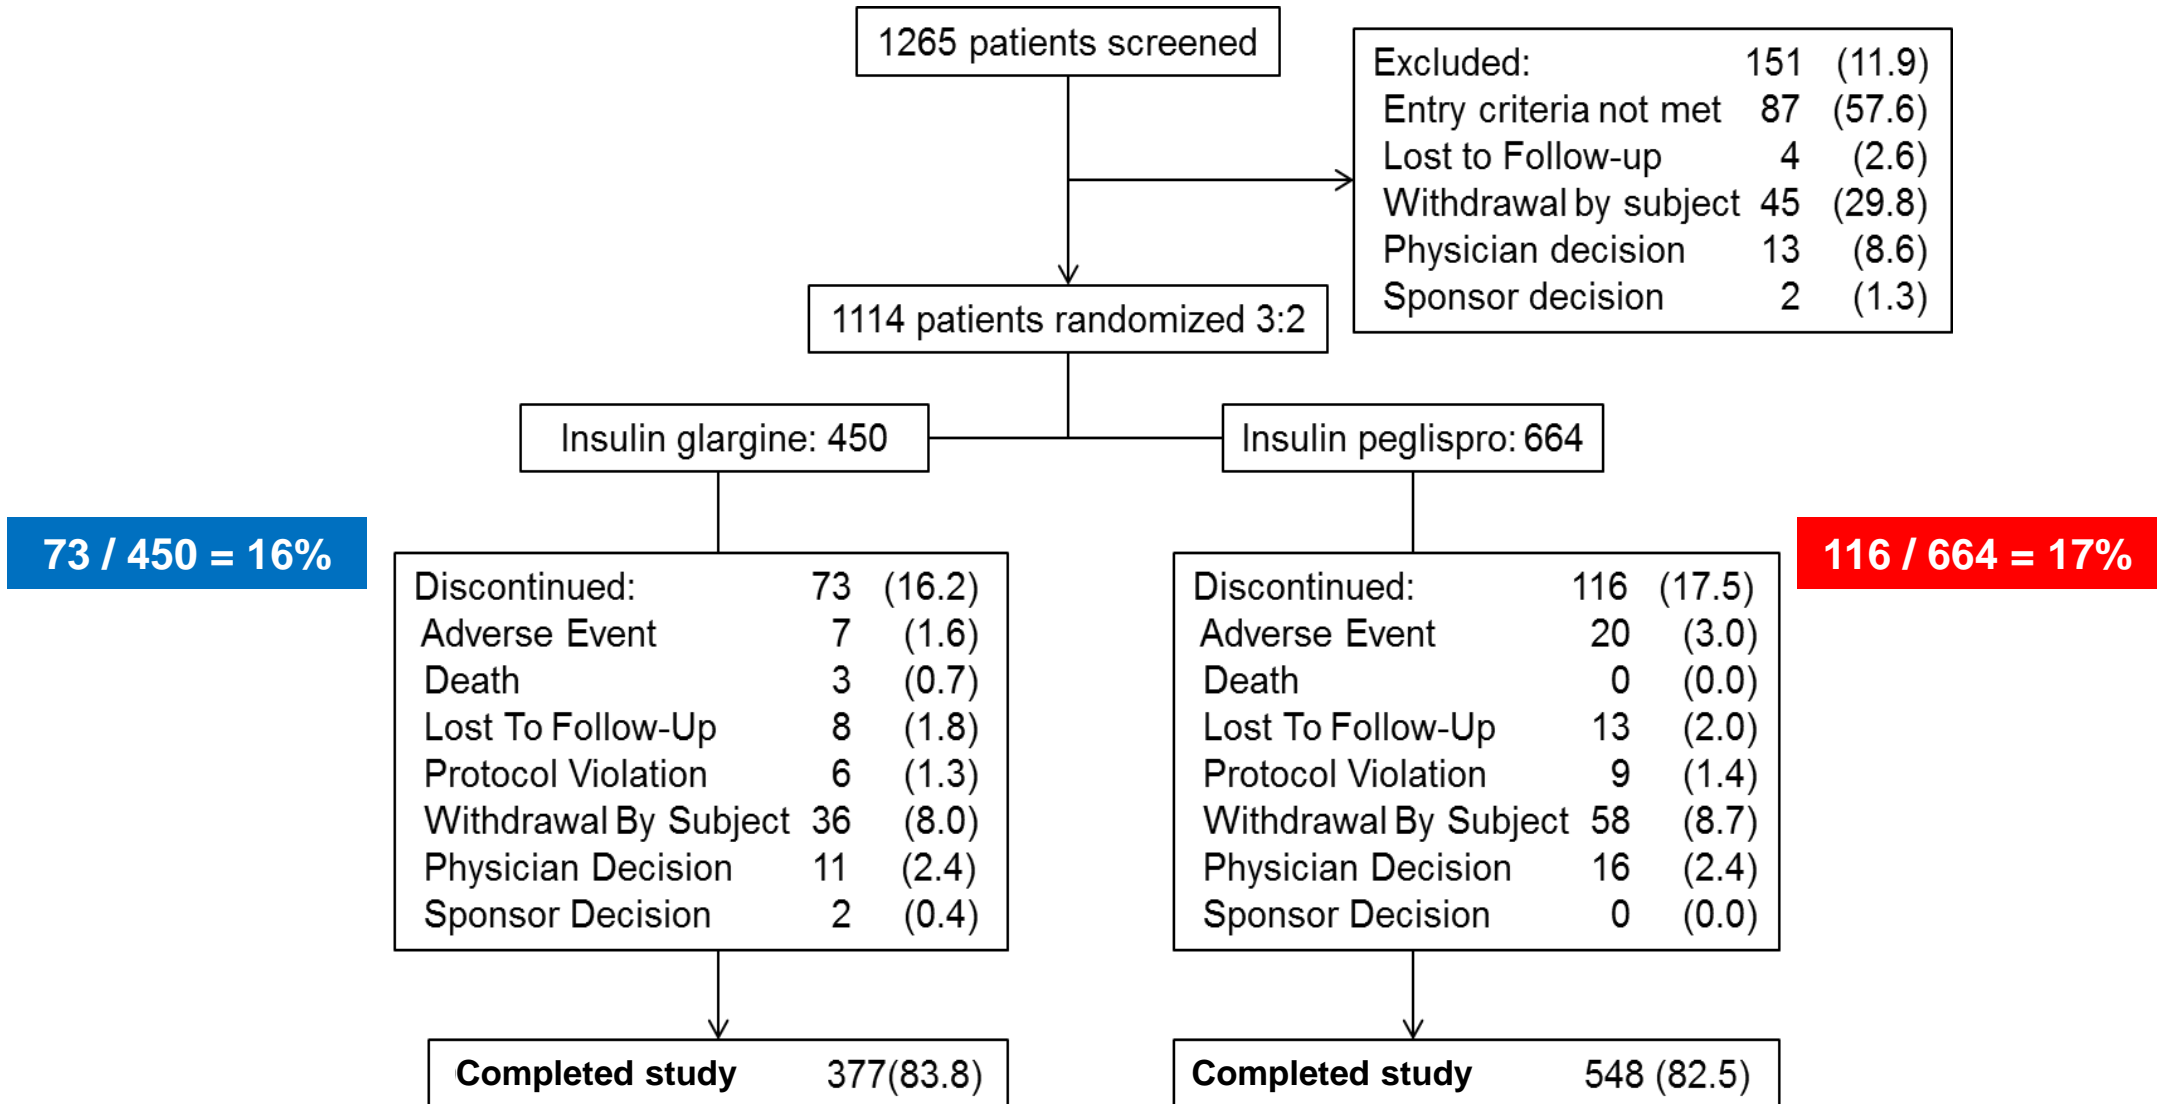 1265 patients screened
Excluded: 151 (11.9)
Entry criteria not met 87 (57.6)
Lost to Follow-up 4 (2.6)
Withdrawal by subject 45 (29.8)
Physician decision 13 (8.6)
Sponsor decision 2 (1.3)
1114 patients randomized 3:2
Insulin glargine: 450
Insulin peglispro: 664
73 / 450 = 16%
Discontinued: 73 (16.2)
Adverse Event 7 (1.6)
Death 3 (0.7)
Lost To Follow-Up 8 (1.8)
Protocol Violation 6 (1.3)
Withdrawal By Subject 36 (8.0)
Physician Decision 11 (2.4)
Sponsor Decision 2 (0.4)
116 / 664 = 17%
Discontinued: 116 (17.5)
Adverse Event 20 (3.0)
Death 0 (0.0)
Lost To Follow-Up 13 (2.0)
Protocol Violation 9 (1.4)
Withdrawal By Subject 58 (8.7)
Physician Decision 16 (2.4)
Sponsor Decision 0 (0.0)
Completed study 377(83.8)
Completed study 548 (82.5)